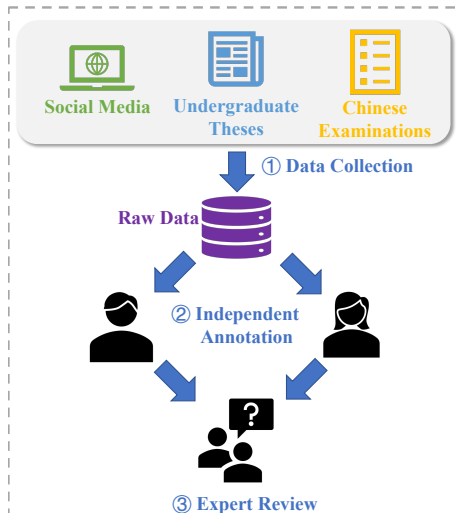 Social Media
Undergraduate
Theses
Chinese
Examinations
① Data Collection
Raw Data
② Independent
Annotation
?
③ Expert Review